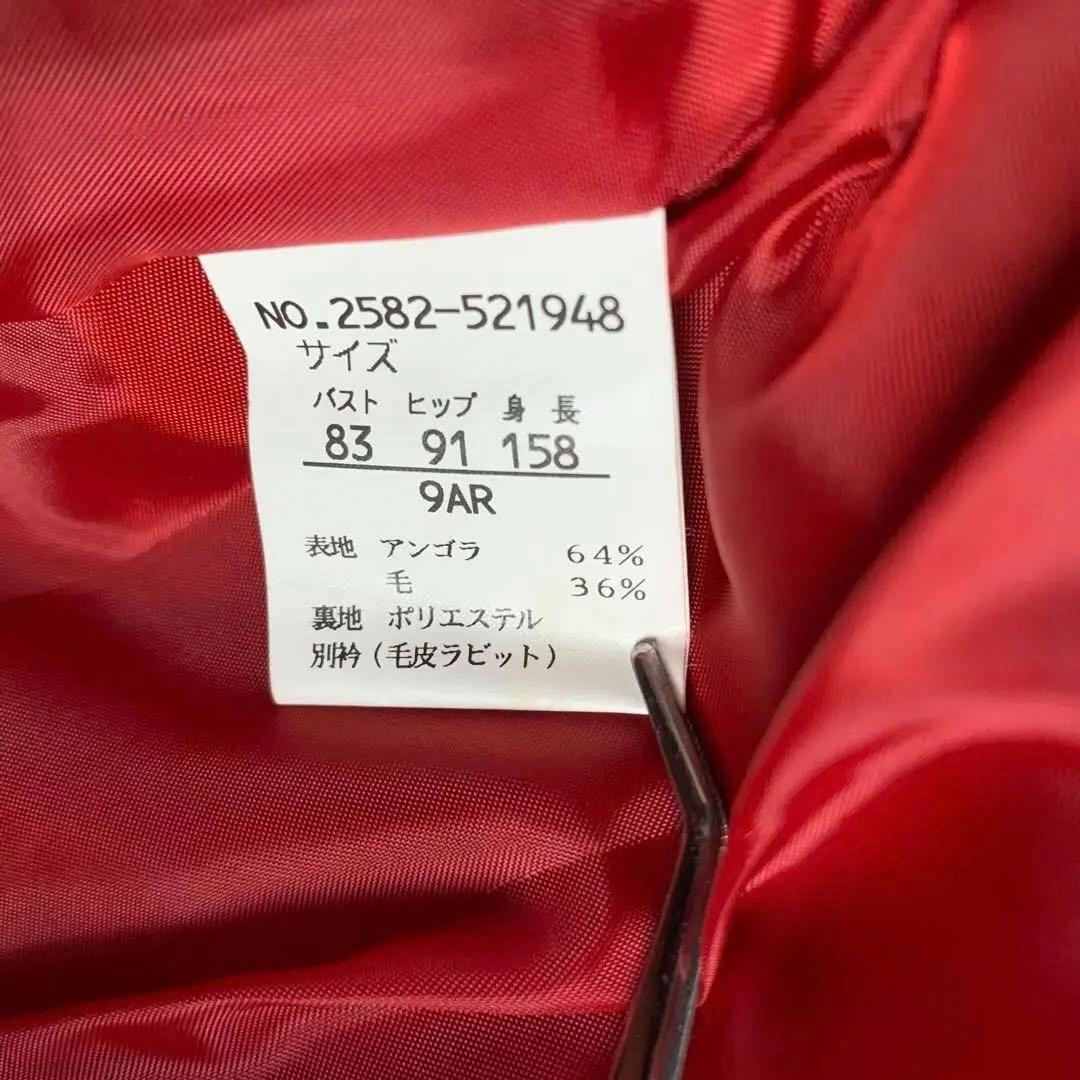 NO.2582-521948
サイズ
バスト ヒップ 身長
83 91 158
9AR
表地 アンゴラ 64%
毛 36%
裏地 ポリエステル
別衿(毛皮ラビット)